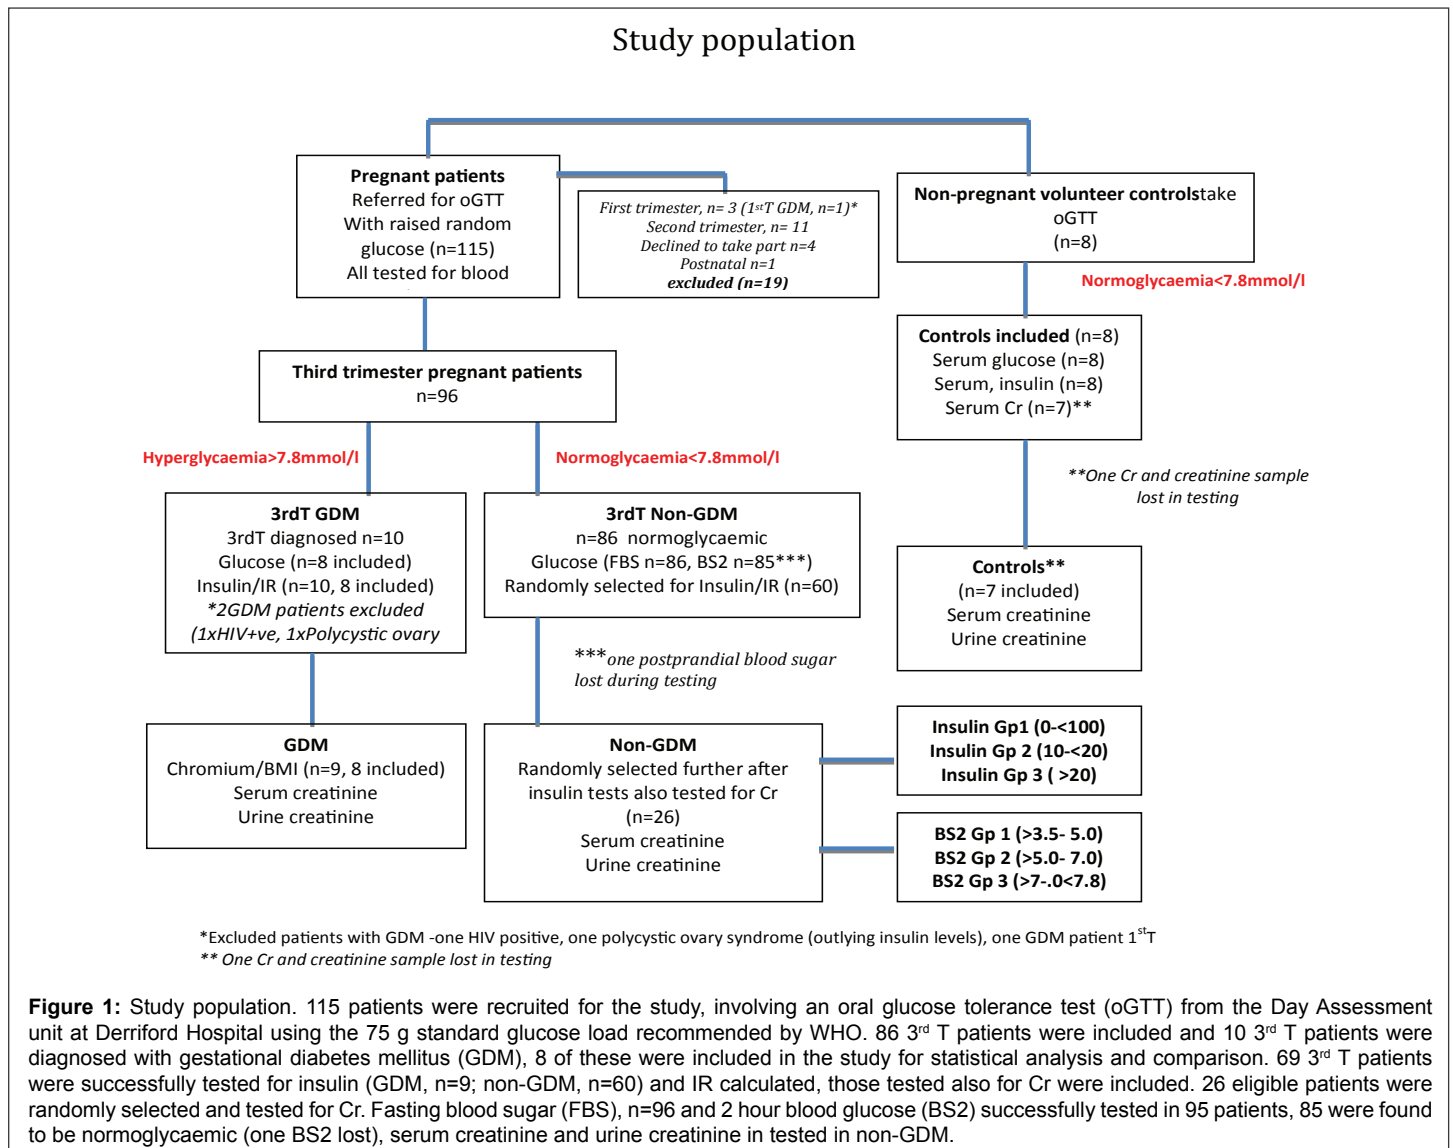 Study population
Pregnant patients
Referred for oGTT
With raised random
glucose (n=115)
All tested for blood
First trimester, n= 3 (1stT GDM, n=1)*
Second trimester, n= 11
Declined to take part n=4
Postnatal n=1
excluded (n=19)
Non-pregnant volunteer controlstake
oGTT
(n=8)
Normoglycaemia<7.8mmol/l
Controls included (n=8)
Serum glucose (n=8)
Serum, insulin (n=8)
Serum Cr (n=7)**
Third trimester pregnant patients
n=96
Hyperglycaemia>7.8mmol/l
Normoglycaemia<7.8mmol/l
**One Cr and creatinine sample
lost in testing
3rdT GDM
3rdT diagnosed n=10
Glucose (n=8 included)
Insulin/IR (n=10, 8 included)
*2GDM patients excluded
(1xHIV+ve, 1xPolycystic ovary
3rdT Non-GDM
n=86 normoglycaemic
Glucose (FBS n=86, BS2 n=85***)
Randomly selected for Insulin/IR (n=60)
Controls**
(n=7 included)
Serum creatinine
Urine creatinine
***one postprandial blood sugar
lost during testing
GDM
Chromium/BMI (n=9, 8 included)
Serum creatinine
Urine creatinine
Non-GDM
Randomly selected further after
insulin tests also tested for Cr
(n=26)
Serum creatinine
Urine creatinine
Insulin Gp1 (0-<100)
Insulin Gp 2 (10-<20)
Insulin Gp 3 ( >20)
BS2 Gp 1 (>3.5- 5.0)
BS2 Gp 2 (>5.0- 7.0)
BS2 Gp 3 (>7-.0<7.8)
*Excluded patients with GDM -one HIV positive, one polycystic ovary syndrome (outlying insulin levels), one GDM patient 1stT
** One Cr and creatinine sample lost in testing
Figure 1: Study population. 115 patients were recruited for the study, involving an oral glucose tolerance test (oGTT) from the Day Assessment
unit at Derriford Hospital using the 75 g standard glucose load recommended by WHO. 86 3rd T patients were included and 10 3rd T patients were
diagnosed with gestational diabetes mellitus (GDM), 8 of these were included in the study for statistical analysis and comparison. 69 3rd T patients
were successfully tested for insulin (GDM, n=9; non-GDM, n=60) and IR calculated, those tested also for Cr were included. 26 eligible patients were
randomly selected and tested for Cr. Fasting blood sugar (FBS), n=96 and 2 hour blood glucose (BS2) successfully tested in 95 patients, 85 were found
to be normoglycaemic (one BS2 lost), serum creatinine and urine creatinine in tested in non-GDM.